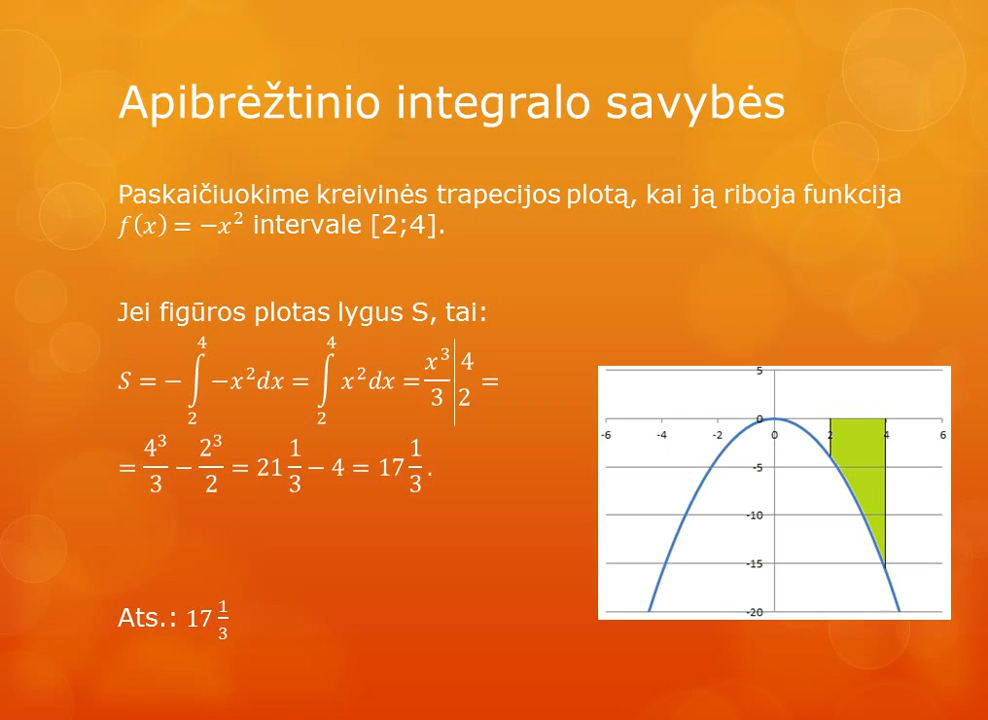 Apibrėžtinio integralo savybės
Paskaičiuokime kreivinės trapecijos plotą, kai ją riboja funkcija
𝑓(𝑥) = −𝑥² intervale [2;4].
Jei figūros plotas lygus S, tai:
𝑆 = − ∫₂⁴ −𝑥²𝑑𝑥 = ∫₂⁴ 𝑥²𝑑𝑥 = 𝑥³/3 |₂⁴ =
= 4³/3 − 2³/2 = 21 1/3 − 4 = 17 1/3.
Ats.: 17 1/3
5
0
-6 -4 -2 0 2 4 6
-5
-10
-15
-20